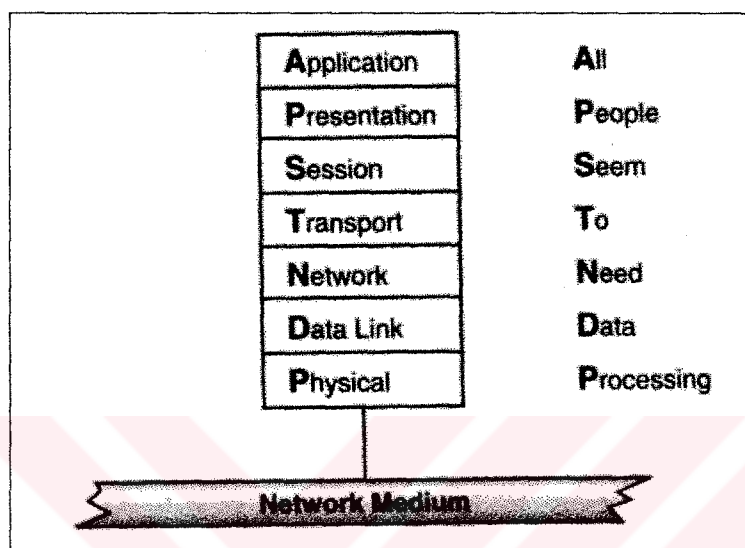 Application All
Presentation People
Session Seem
Transport To
Network Need
Data Link Data
Physical Processing
Network Medium